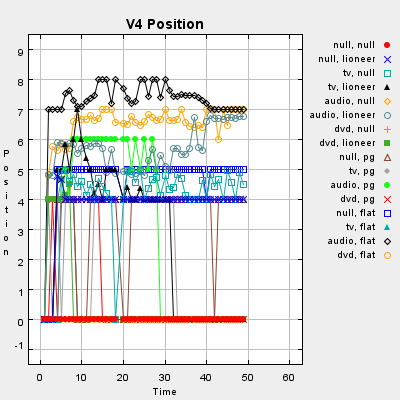 V4 Position
9
8
7
6
5
4
3
2
1
0
-1
Position
0
10
20
30
40
50
60
Time
null, null
null, lioneer
tv, null
tv, lioneer
audio, null
audio, lioneer
dvd, null
dvd, lioneer
null, pg
tv, pg
audio, pg
dvd, pg
null, flat
tv, flat
audio, flat
dvd, flat